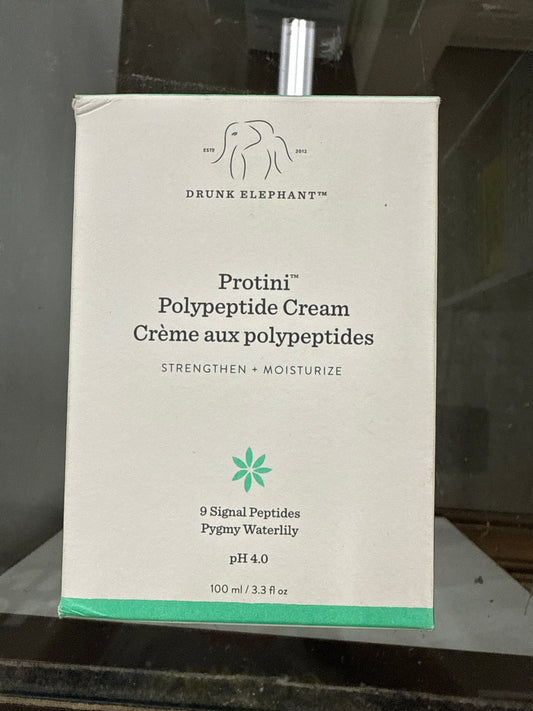 ESTD 2012
DRUNK ELEPHANT™
Protini™
Polypeptide Cream
Crème aux polypeptides
STRENGTHEN + MOISTURIZE
9 Signal Peptides
Pygmy Waterlily
pH 4.0
100 ml / 3.3 fl oz